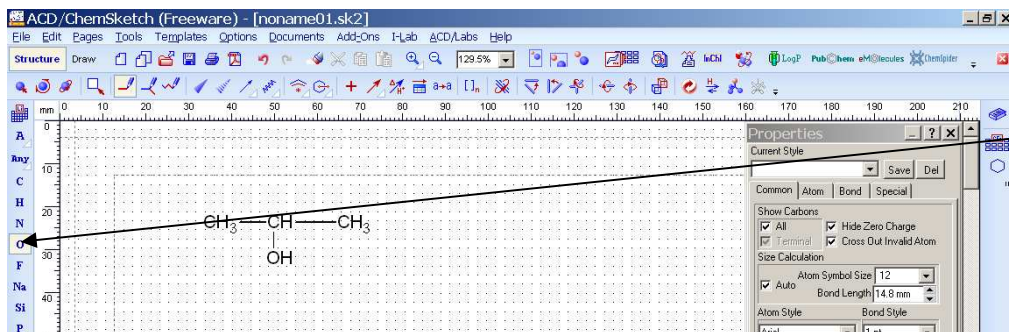 ACD/ChemSketch (Freeware) - [noname01.sk2]
File Edit Pages Tools Templates Options Documents Add-Ons I-Lab ACD/Labs Help
Structure Draw 129.5% InChI LogP PubChem eMolecules Chemspider
a→a []n
mm 0 10 20 30 40 50 60 70 80 90 100 110 120 130 140 150 160 170 180 190 200 210
0
10
20
30
40
A
Any
C
H
N
O
F
Na
Si
P
CH3 CH CH3
OH
Properties
Current Style
Save Del
Common Atom Bond Special
Show Carbons
All Hide Zero Charge
Terminal Cross Out Invalid Atom
Size Calculation
Auto Atom Symbol Size 12
Bond Length 14.8 mm
Atom Style Bond Style
Arial 1 pt